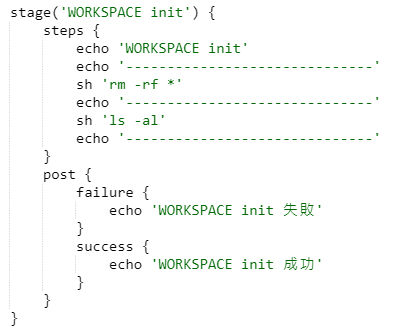 stage('WORKSPACE init') {
    steps {
        echo 'WORKSPACE init'
        echo '------------------------------'
        sh 'rm -rf *'
        echo '------------------------------'
        sh 'ls -al'
        echo '------------------------------'
    }
    post {
        failure {
            echo 'WORKSPACE init 失敗'
        }
        success {
            echo 'WORKSPACE init 成功'
        }
    }
}